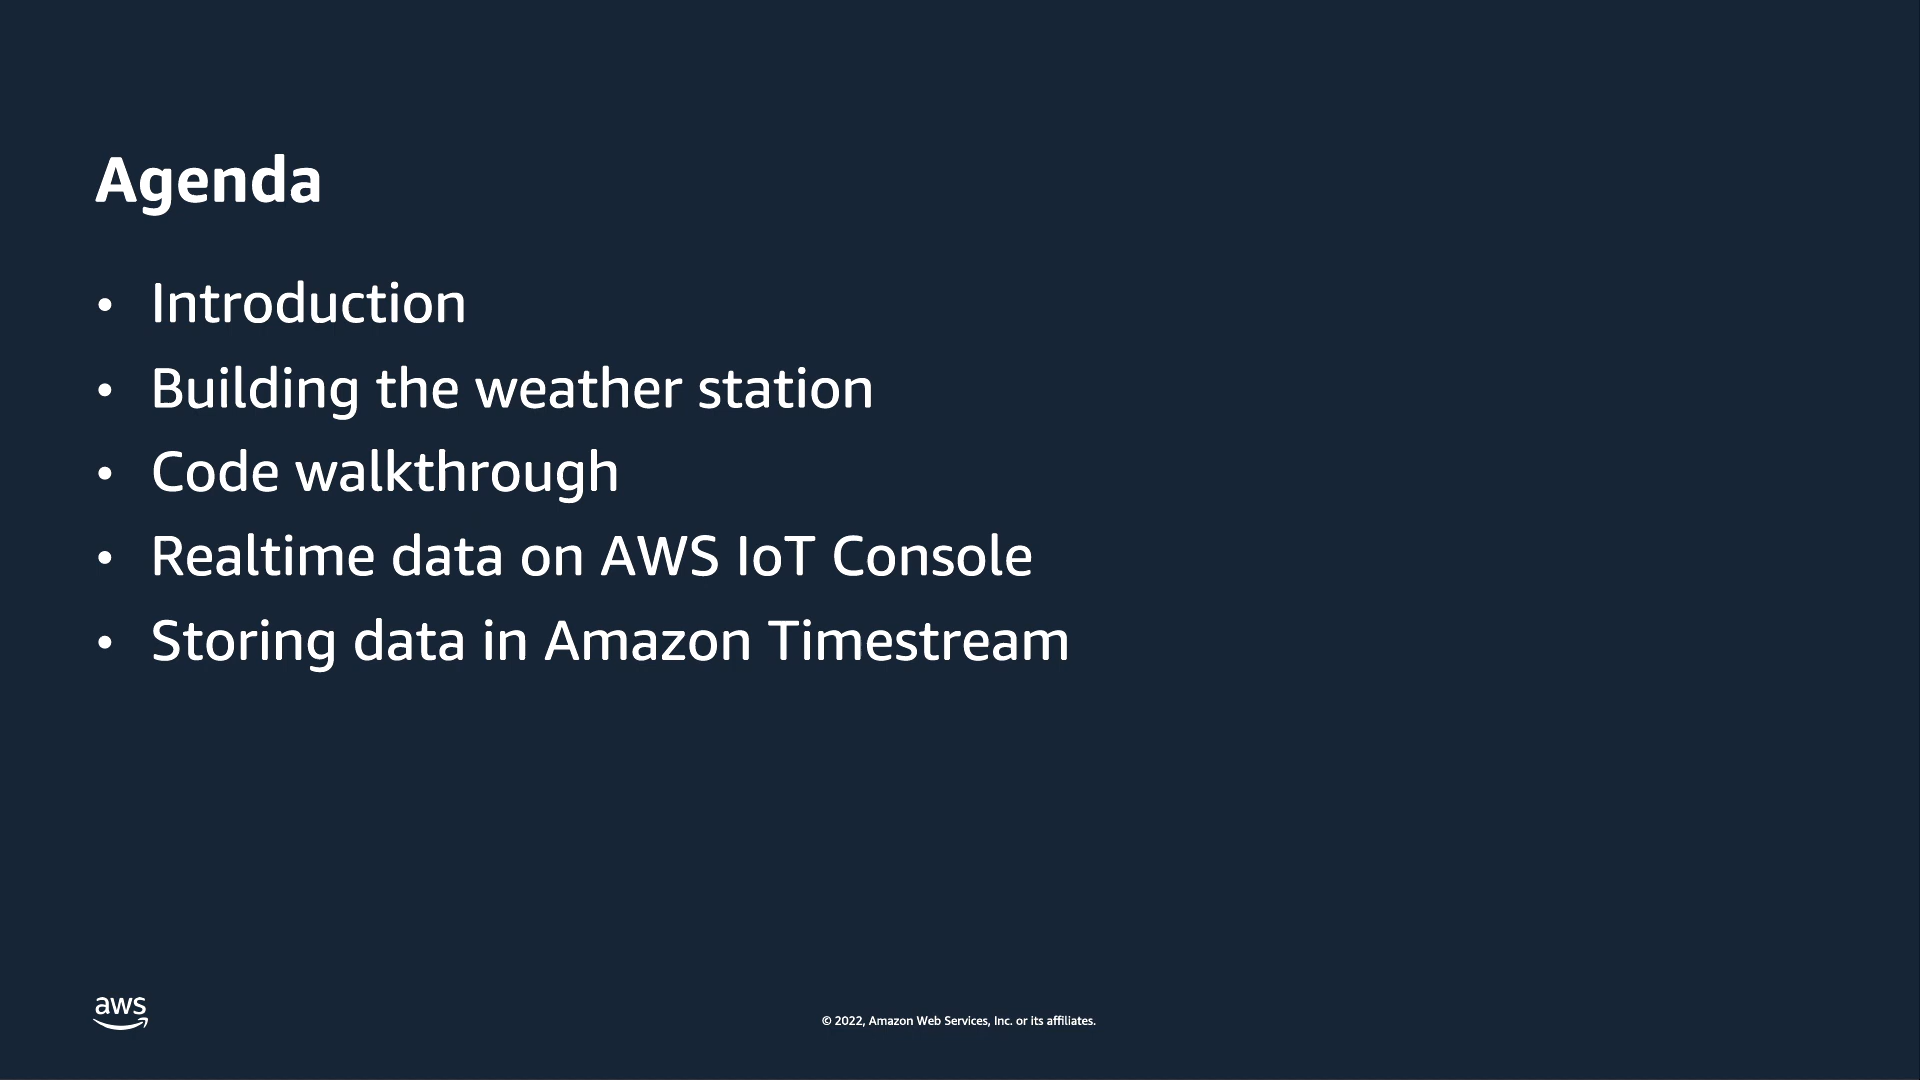 Agenda
• Introduction
• Building the weather station
• Code walkthrough
• Realtime data on AWS IoT Console
• Storing data in Amazon Timestream
aws
© 2022, Amazon Web Services, Inc. or its affiliates.